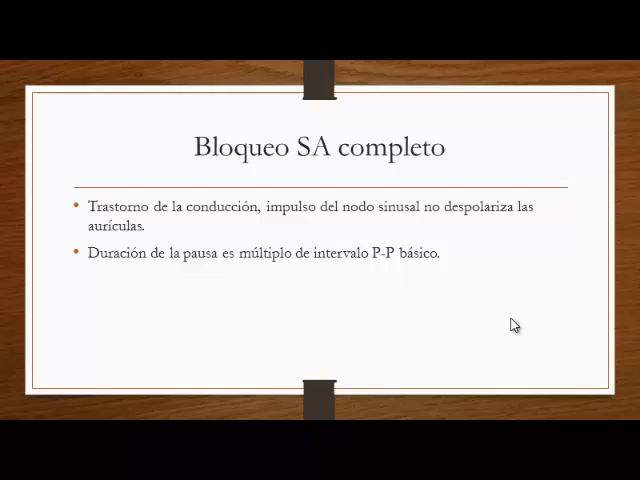 Bloqueo SA completo
• Trastorno de la conducción, impulso del nodo sinusal no despolariza las
aurículas.
• Duración de la pausa es múltiplo de intervalo P-P básico.